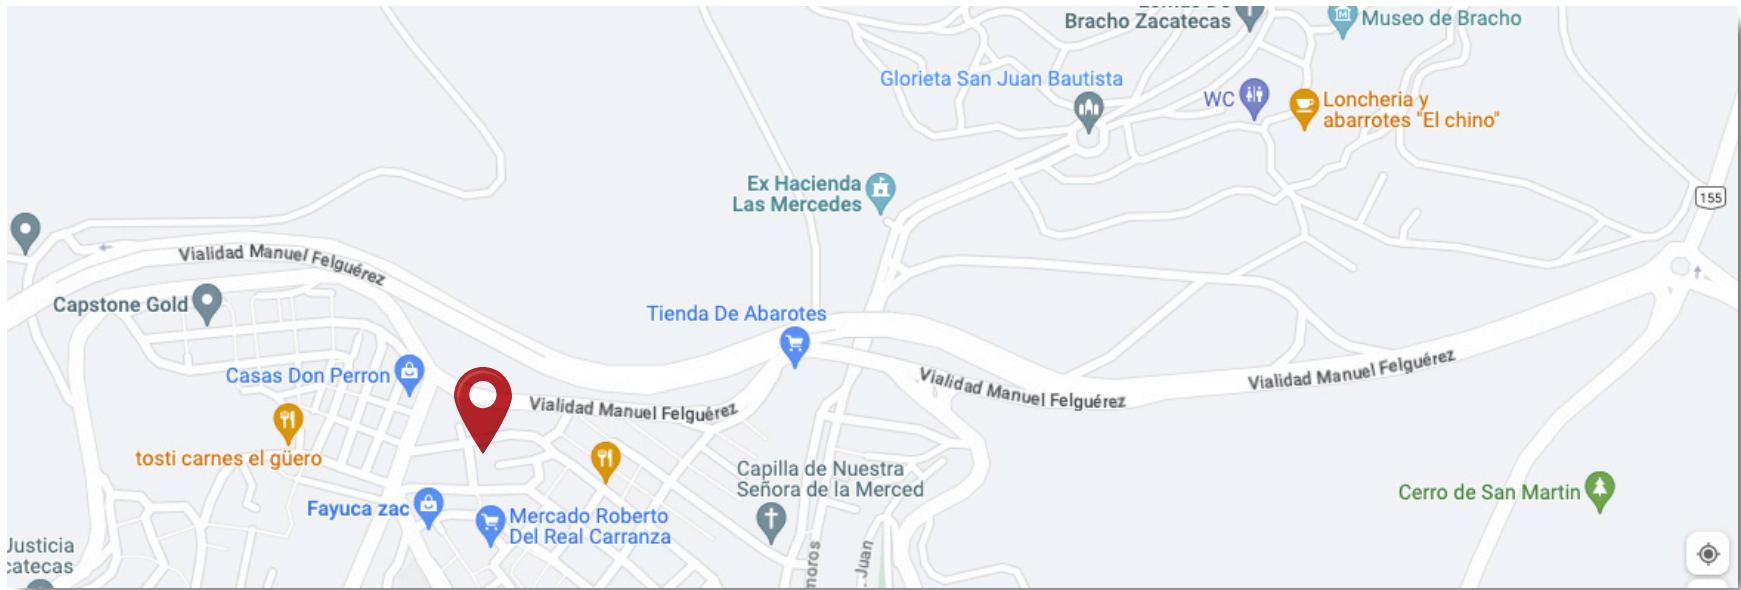 Bracho Zacatecas
Museo de Bracho
Glorieta San Juan Bautista
WC
Loncheria y
abarrotes "El chino"
Ex Hacienda
Las Mercedes
155
Vialidad Manuel Felguérez
Capstone Gold
Tienda De Abarotes
Casas Don Perron
Vialidad Manuel Felguérez
Vialidad Manuel Felguérez
Vialidad Manuel Felguérez
tosti carnes el güero
Capilla de Nuestra
Señora de la Merced
Cerro de San Martin
Fayuca zac
Mercado Roberto
Del Real Carranza
Justicia
catecas
moros
. Juan